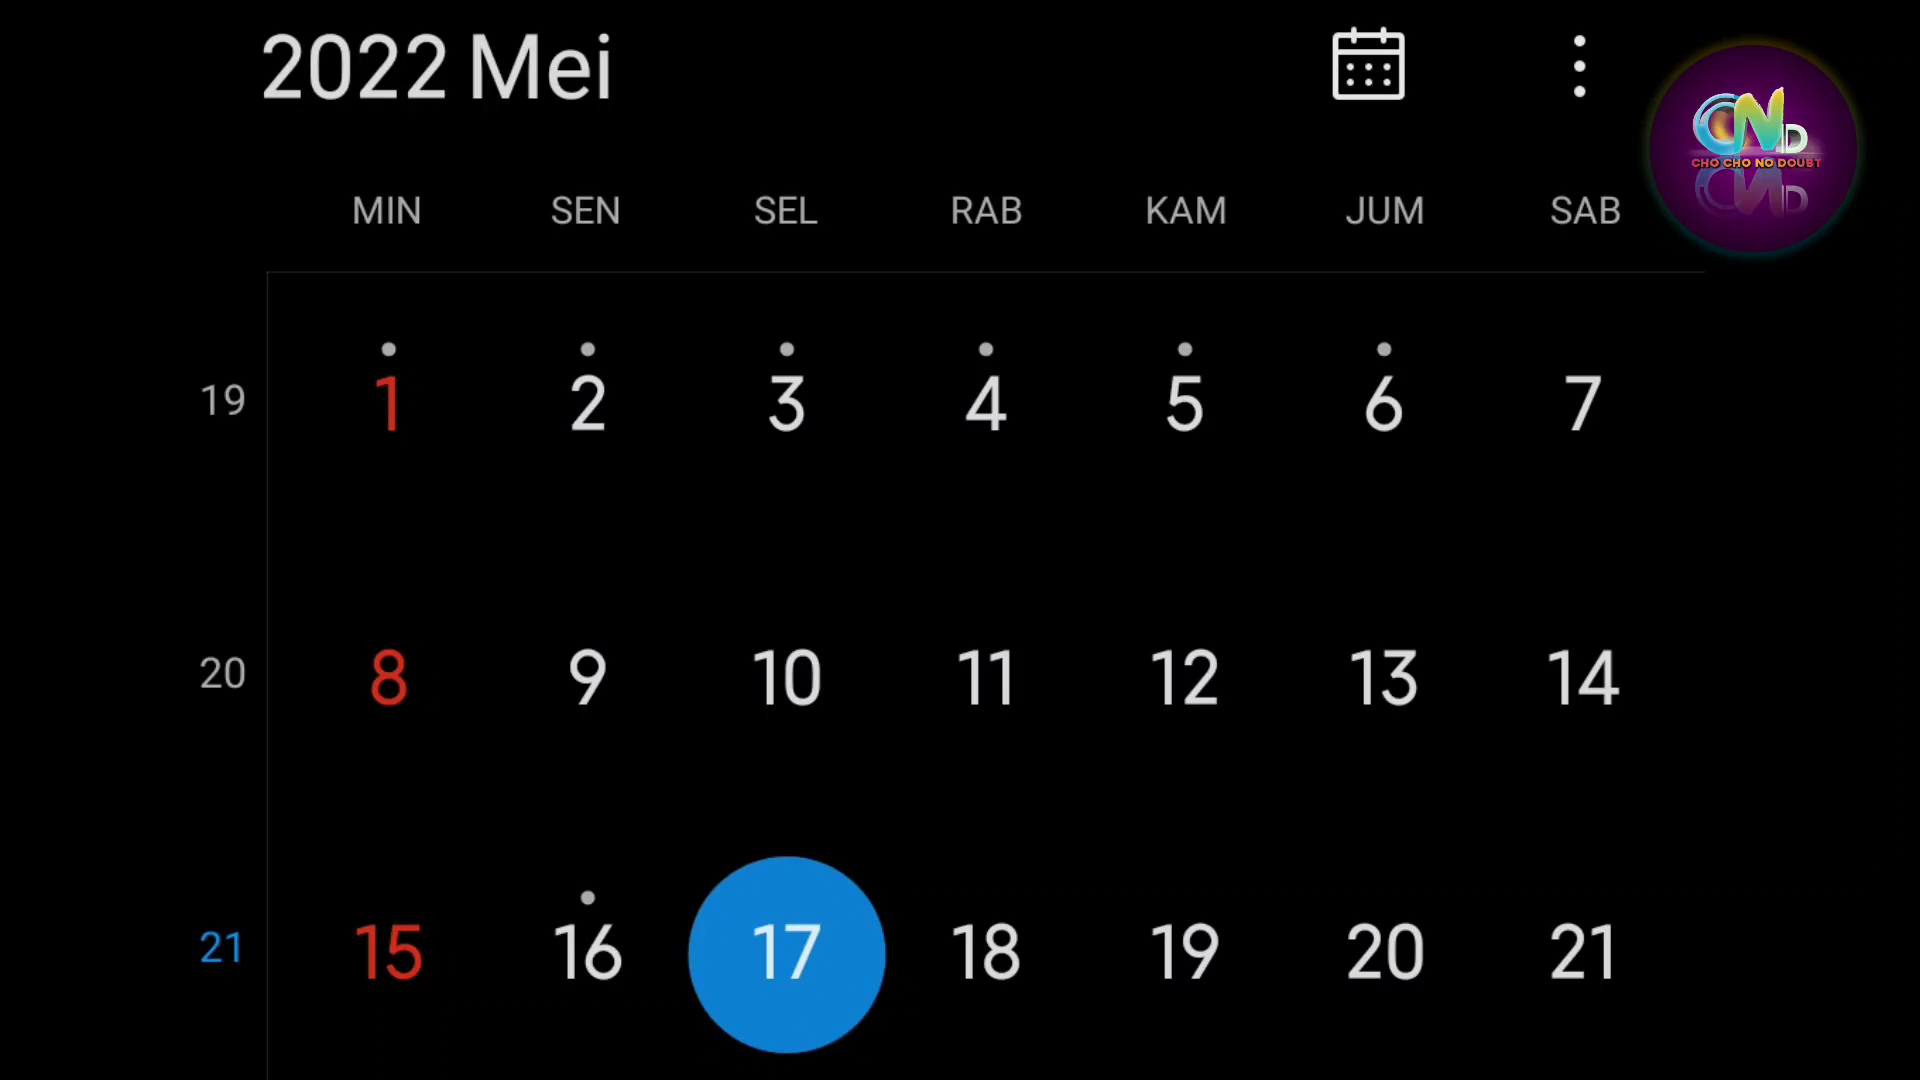 2022 Mei
CND
CHO CHO NO DOUBT
MIN SEN SEL RAB KAM JUM SAB
19 1 2 3 4 5 6 7
20 8 9 10 11 12 13 14
21 15 16 17 18 19 20 21